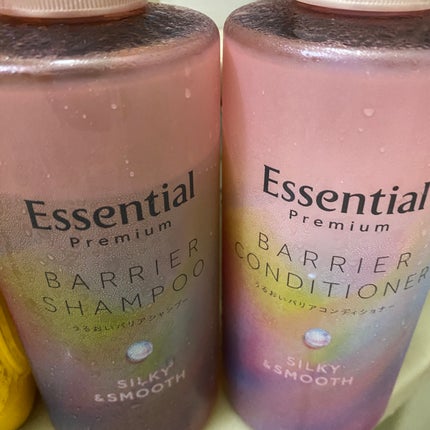 Essential
Premium
BARRIER
SHAMPOO
うるおいバリアシャンプー
SILKY
&SMOOTH
Essential
Premium
BARRIER
CONDITIONER
うるおいバリアコンディショナー
SILKY
&SMOOTH